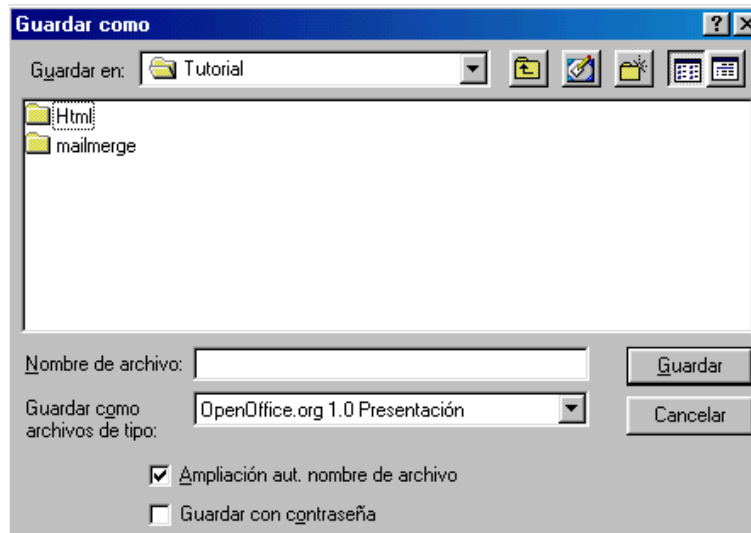 Guardar como
Guardar en: Tutorial
Html
mailmerge
Nombre de archivo:
Guardar
Guardar como
archivos de tipo:
OpenOffice.org 1.0 Presentación
Cancelar
Ampliación aut. nombre de archivo
Guardar con contraseña